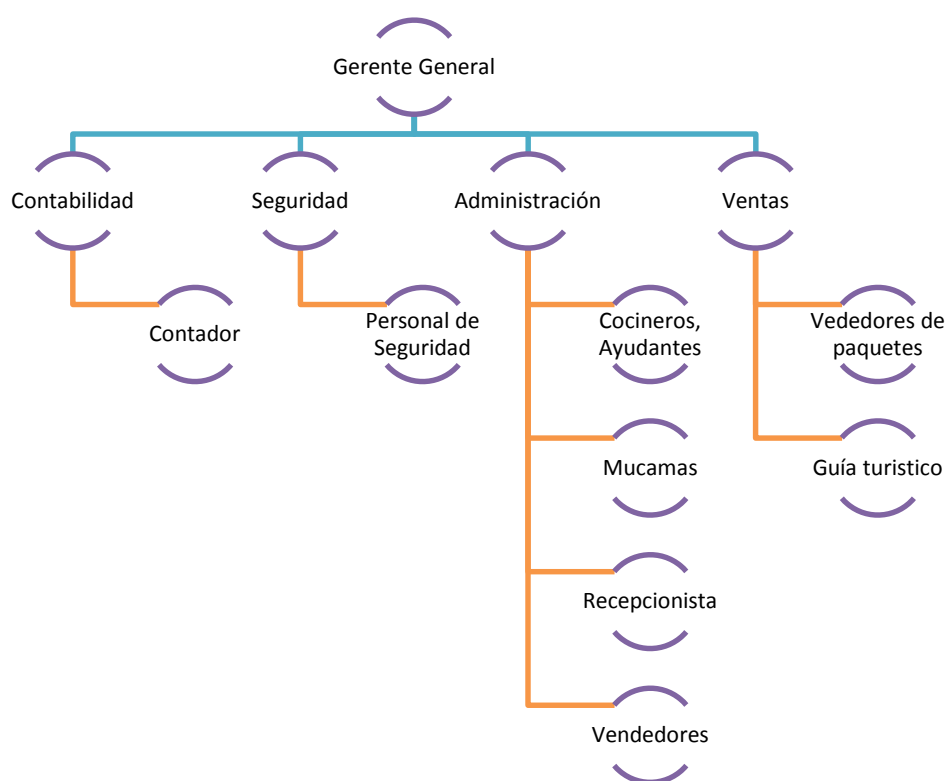 Gerente General
Contabilidad
Seguridad
Administración
Ventas
Contador
Personal de
Seguridad
Cocineros,
Ayudantes
Vededores de
paquetes
Mucamas
Guía turistico
Recepcionista
Vendedores